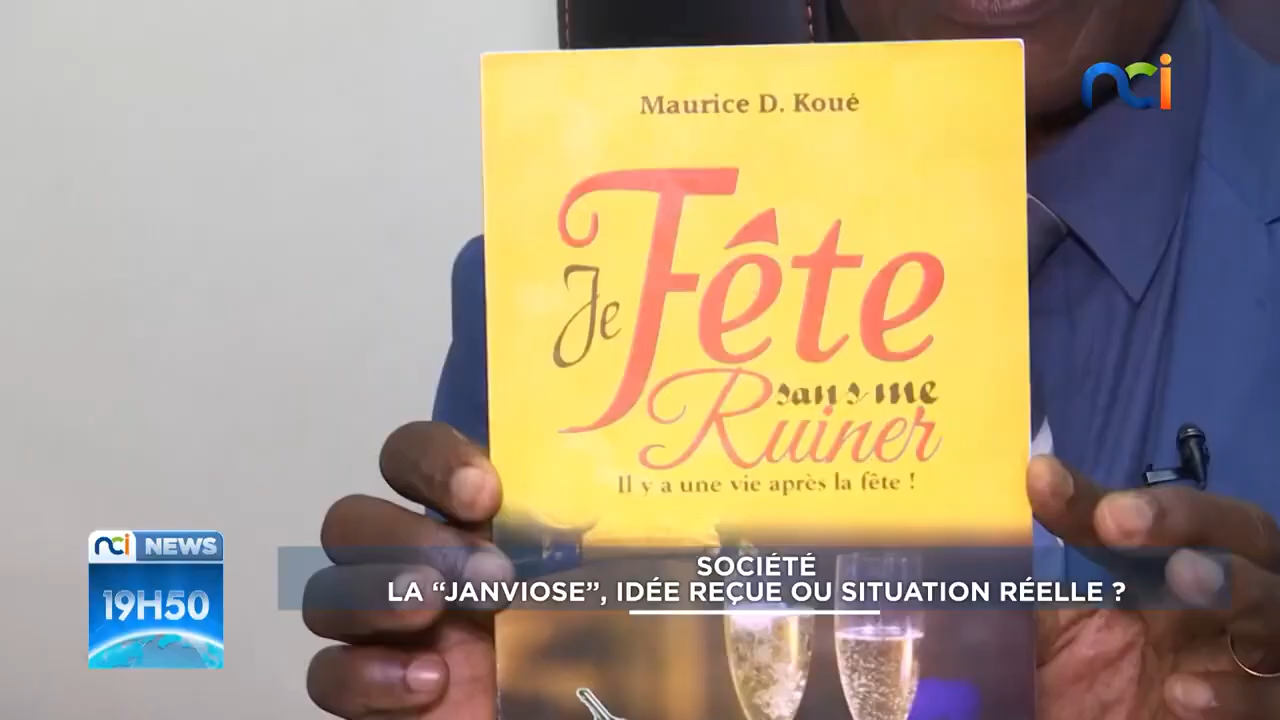 nci
Maurice D. Koué
Je Fête
sans me
Ruiner
Il y a une vie après la fête !
nci NEWS
19H50
SOCIÉTÉ
LA “JANVIOSE”, IDÉE REÇUE OU SITUATION RÉELLE ?